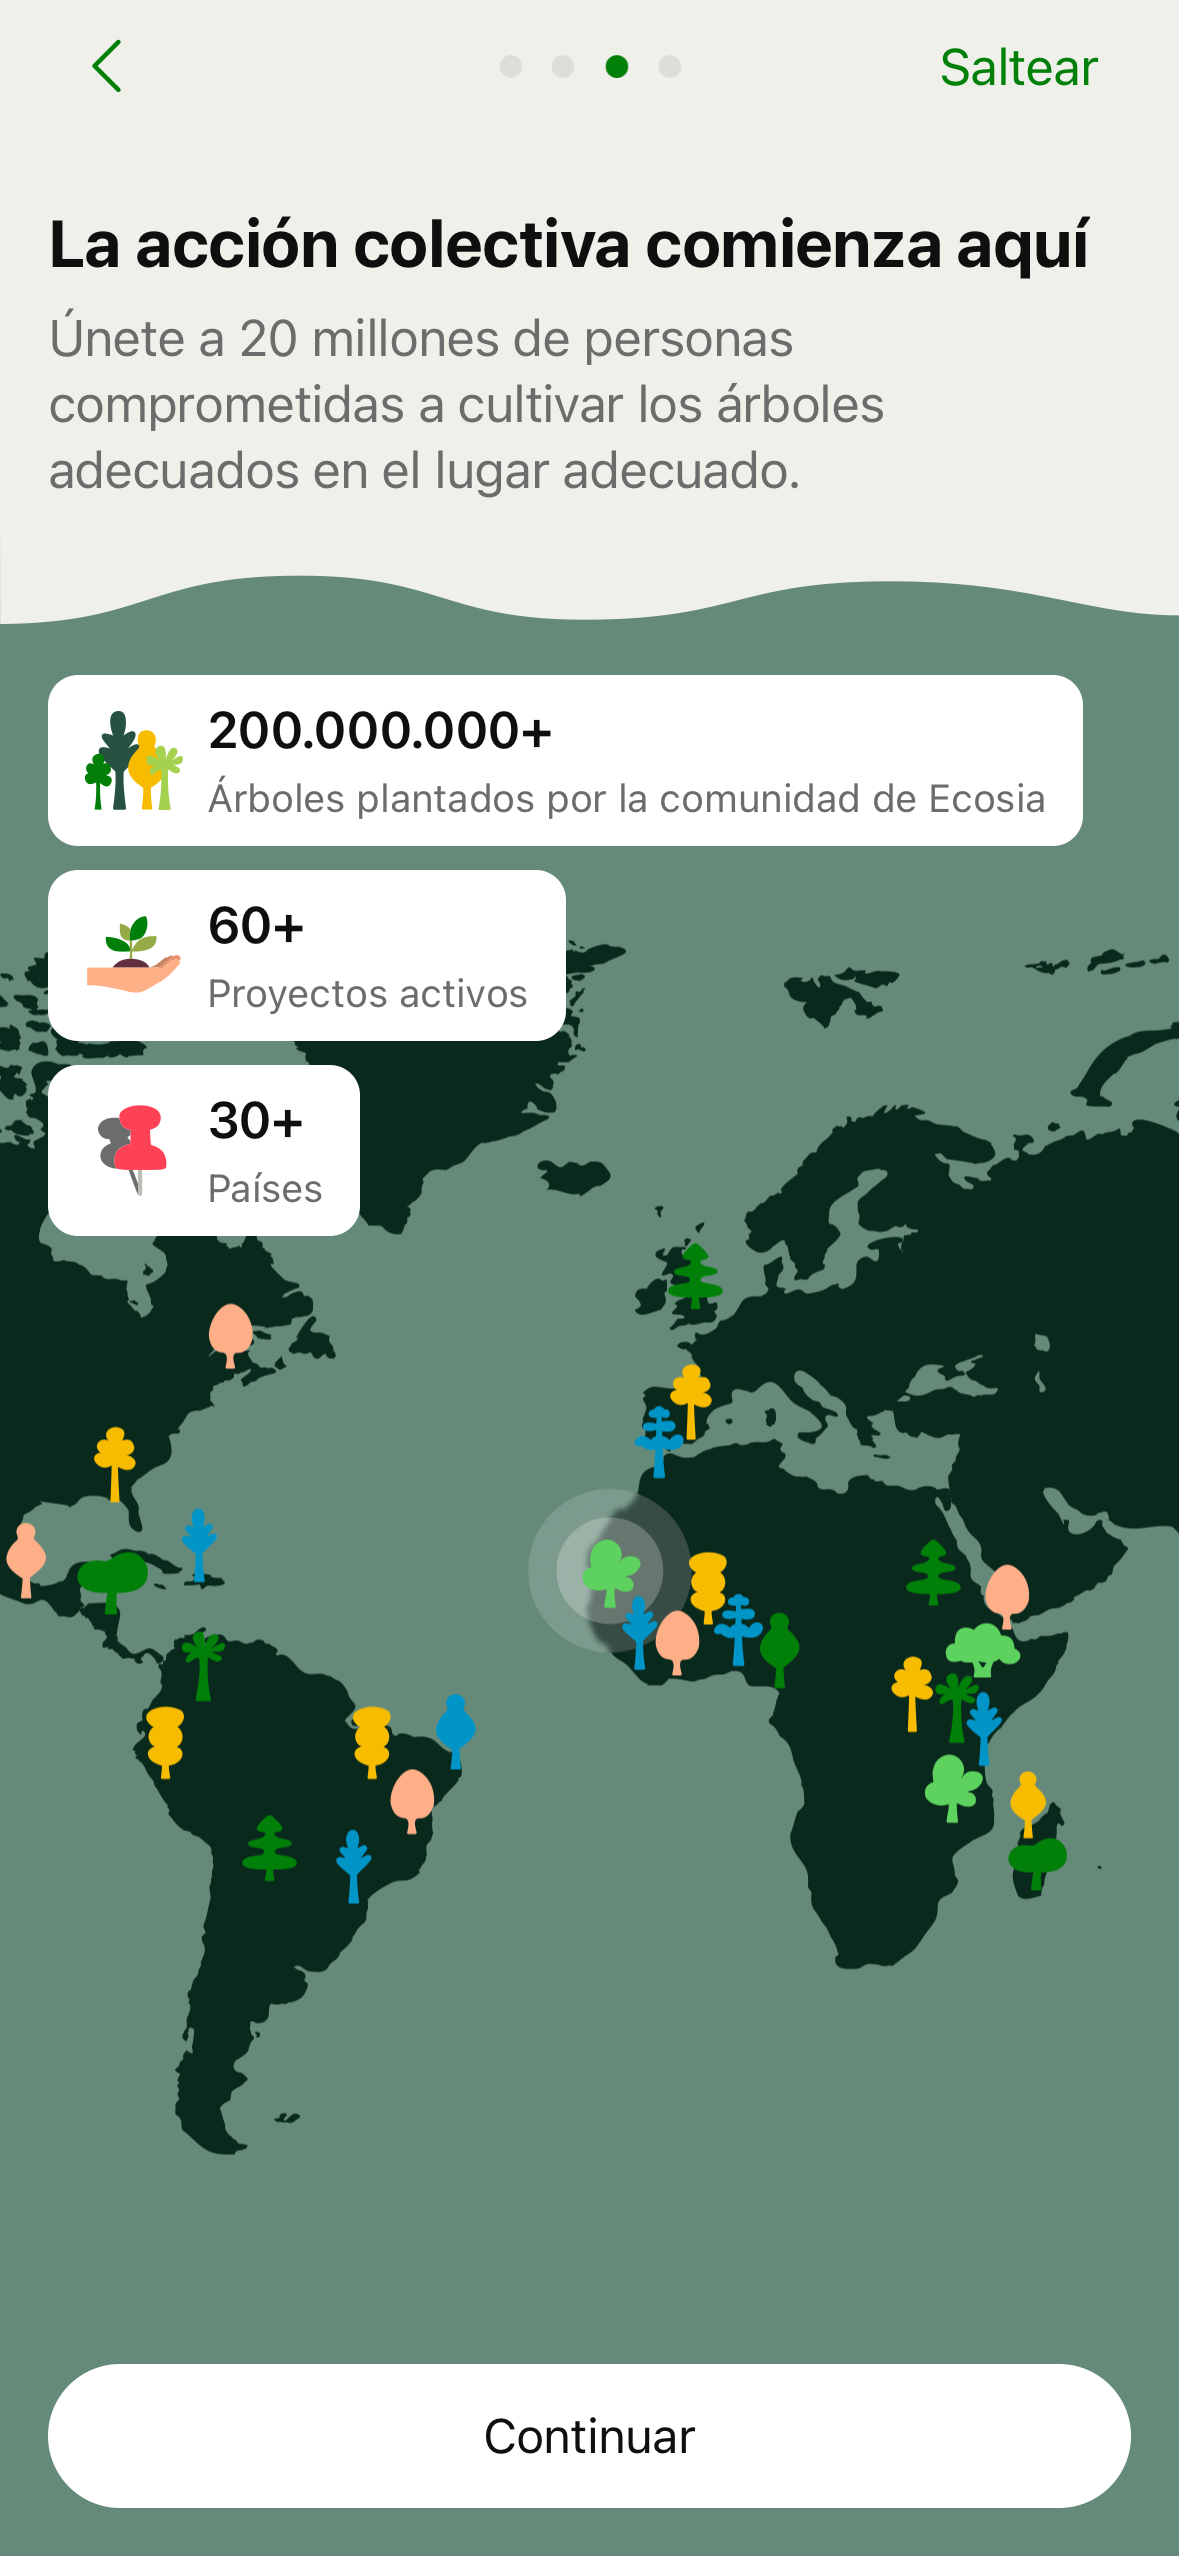 Saltear
La acción colectiva comienza aquí
Únete a 20 millones de personas
comprometidas a cultivar los árboles
adecuados en el lugar adecuado.
200.000.000+
Árboles plantados por la comunidad de Ecosia
60+
Proyectos activos
30+
Países
Continuar